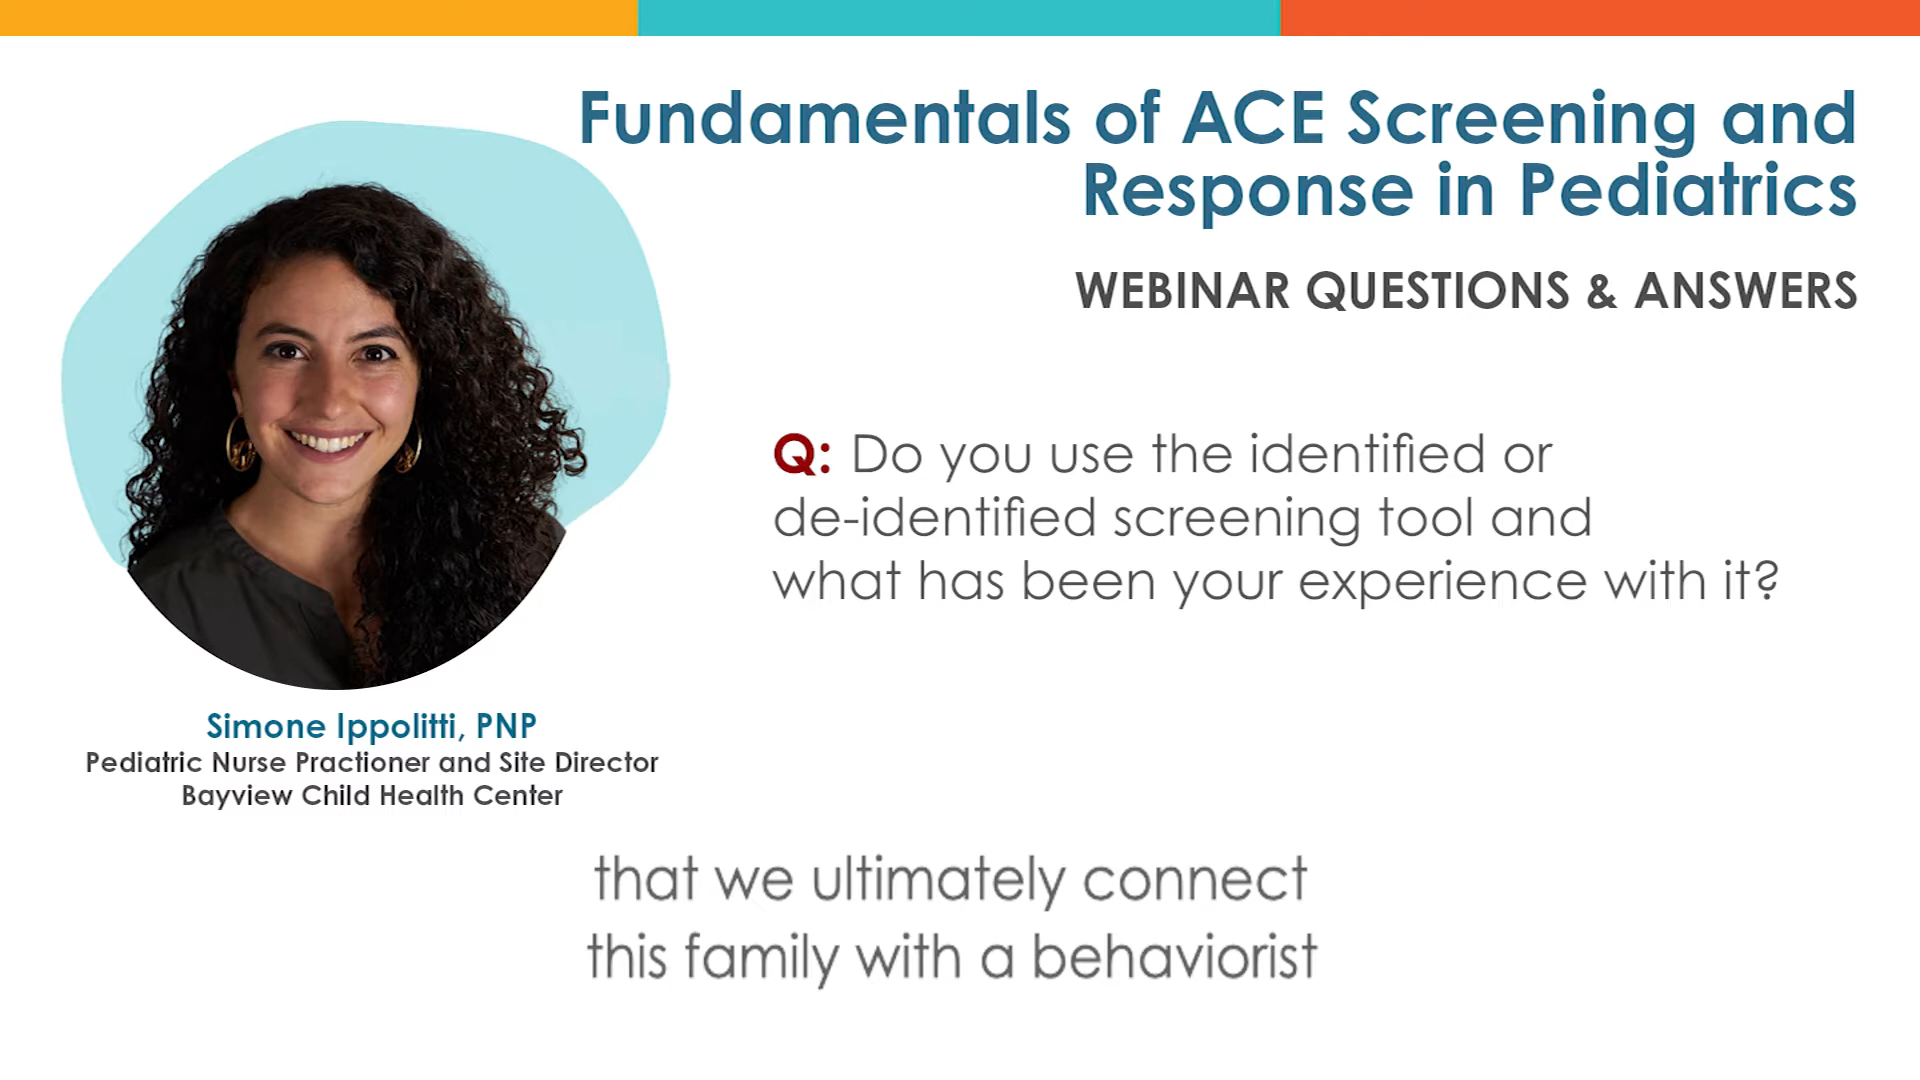 Fundamentals of ACE Screening and
Response in Pediatrics
WEBINAR QUESTIONS & ANSWERS
Q: Do you use the identified or
de-identified screening tool and
what has been your experience with it?
Simone Ippolitti, PNP
Pediatric Nurse Practioner and Site Director
Bayview Child Health Center
that we ultimately connect
this family with a behaviorist